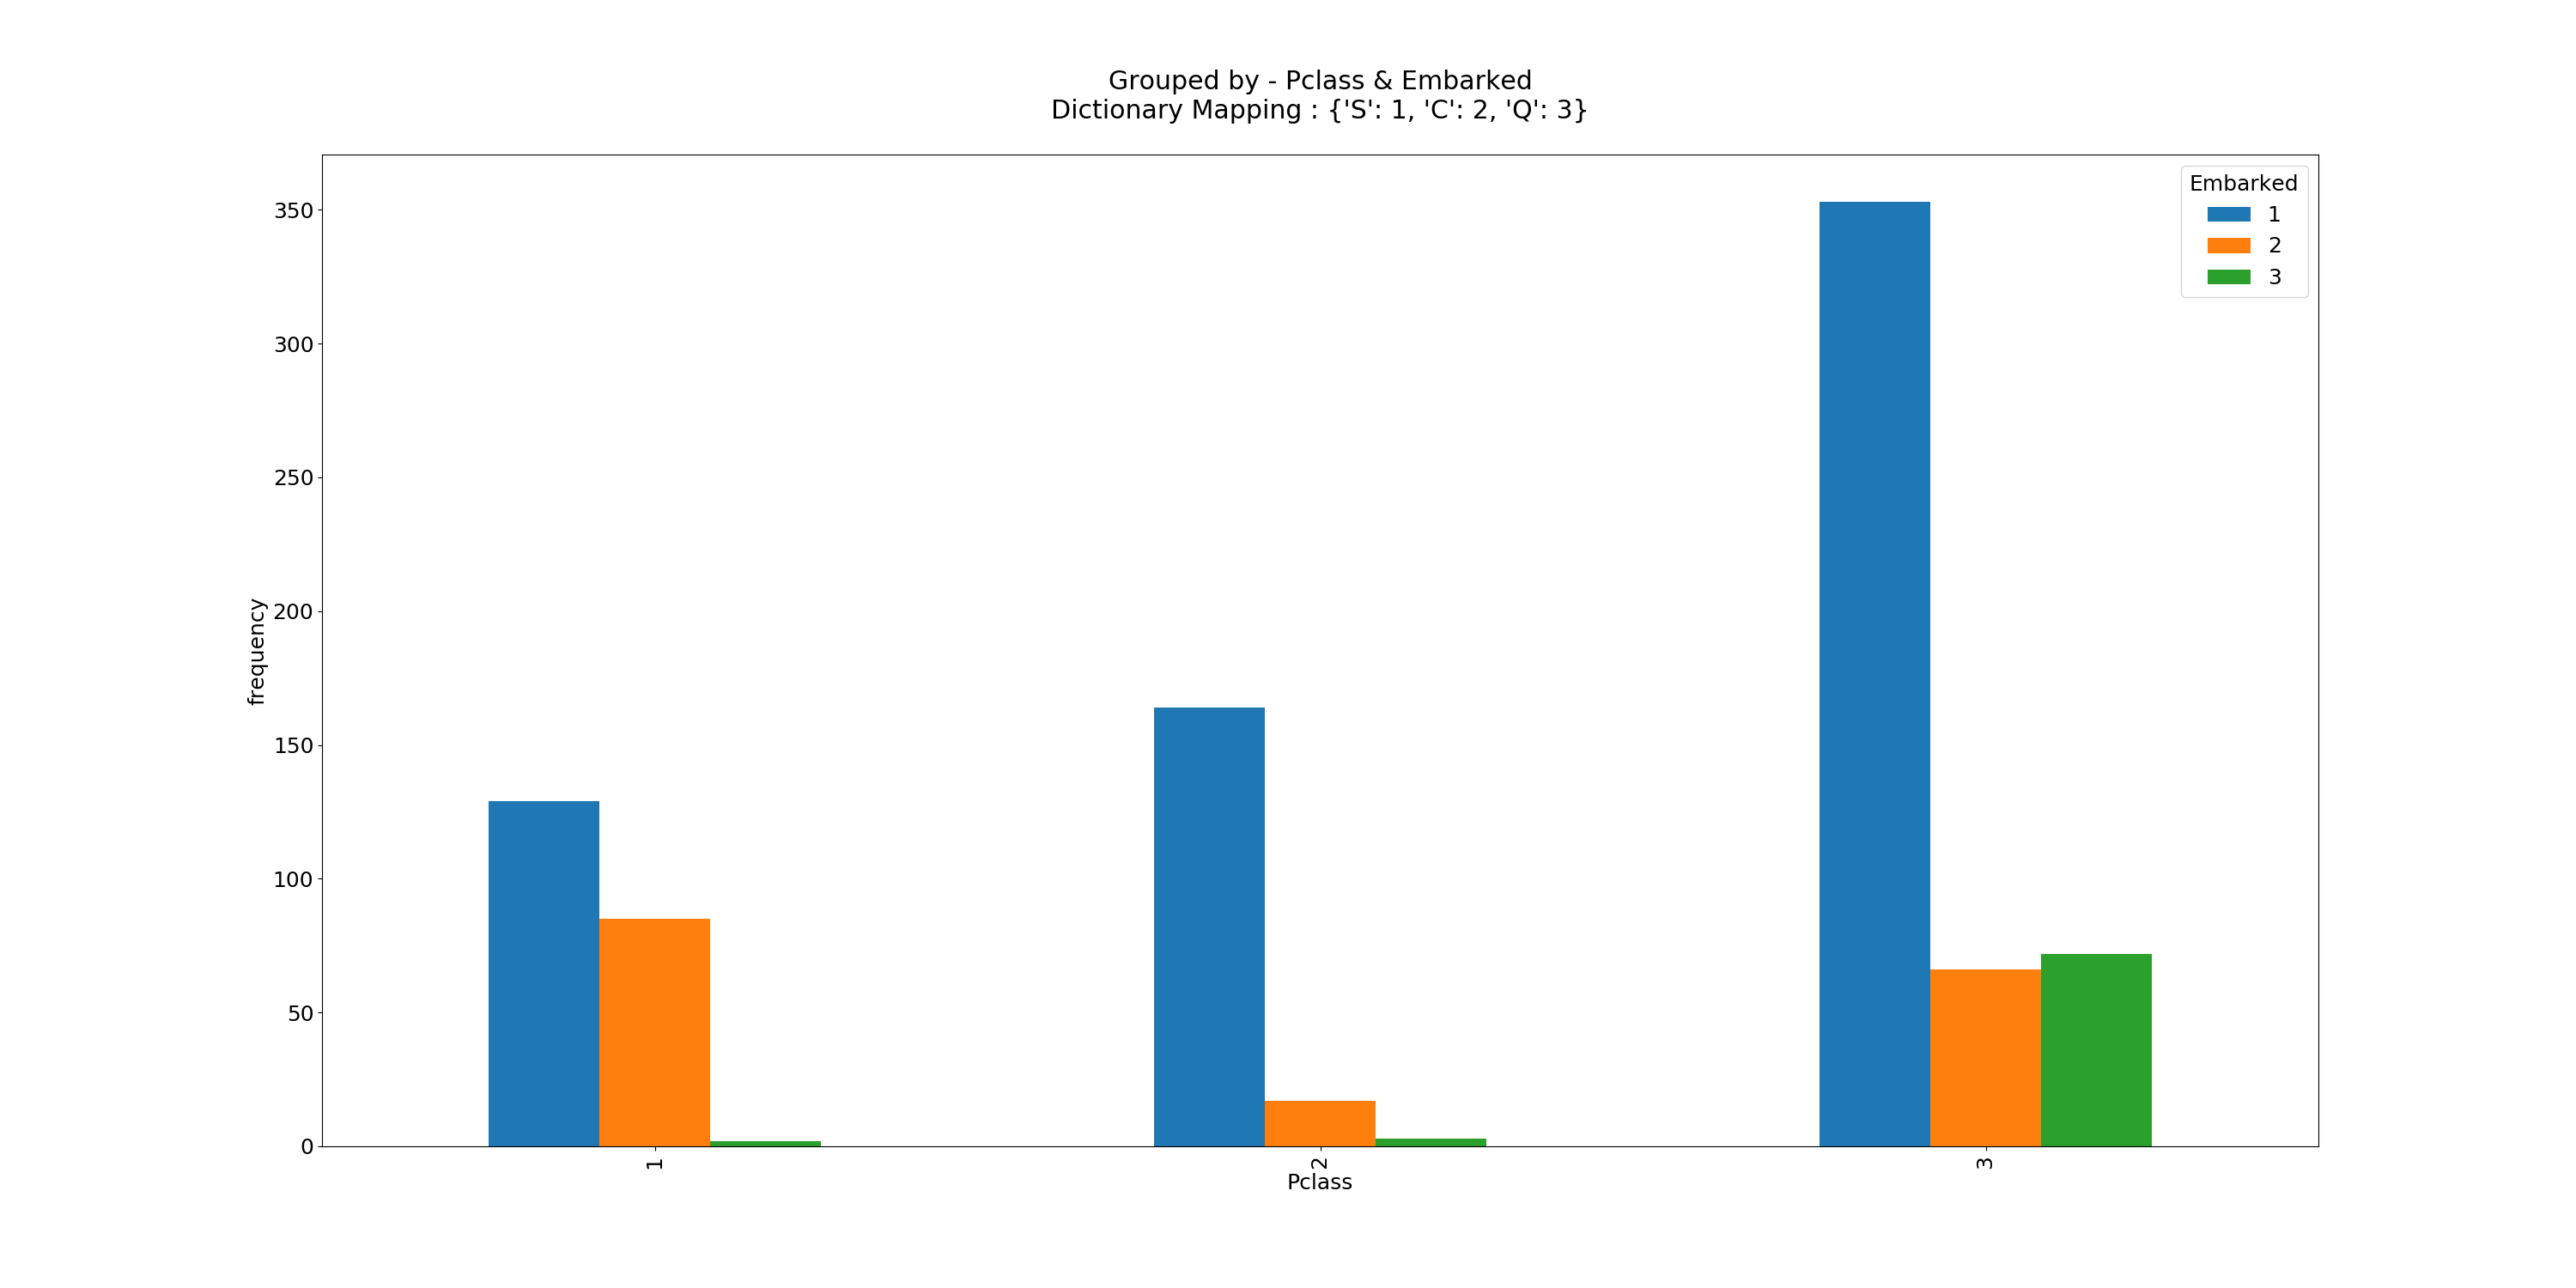 Grouped by - Pclass & Embarked
Dictionary Mapping : {'S': 1, 'C': 2, 'Q': 3}
Embarked
1
2
3
350
300
250
200
150
100
50
0
frequency
1
2
3
Pclass